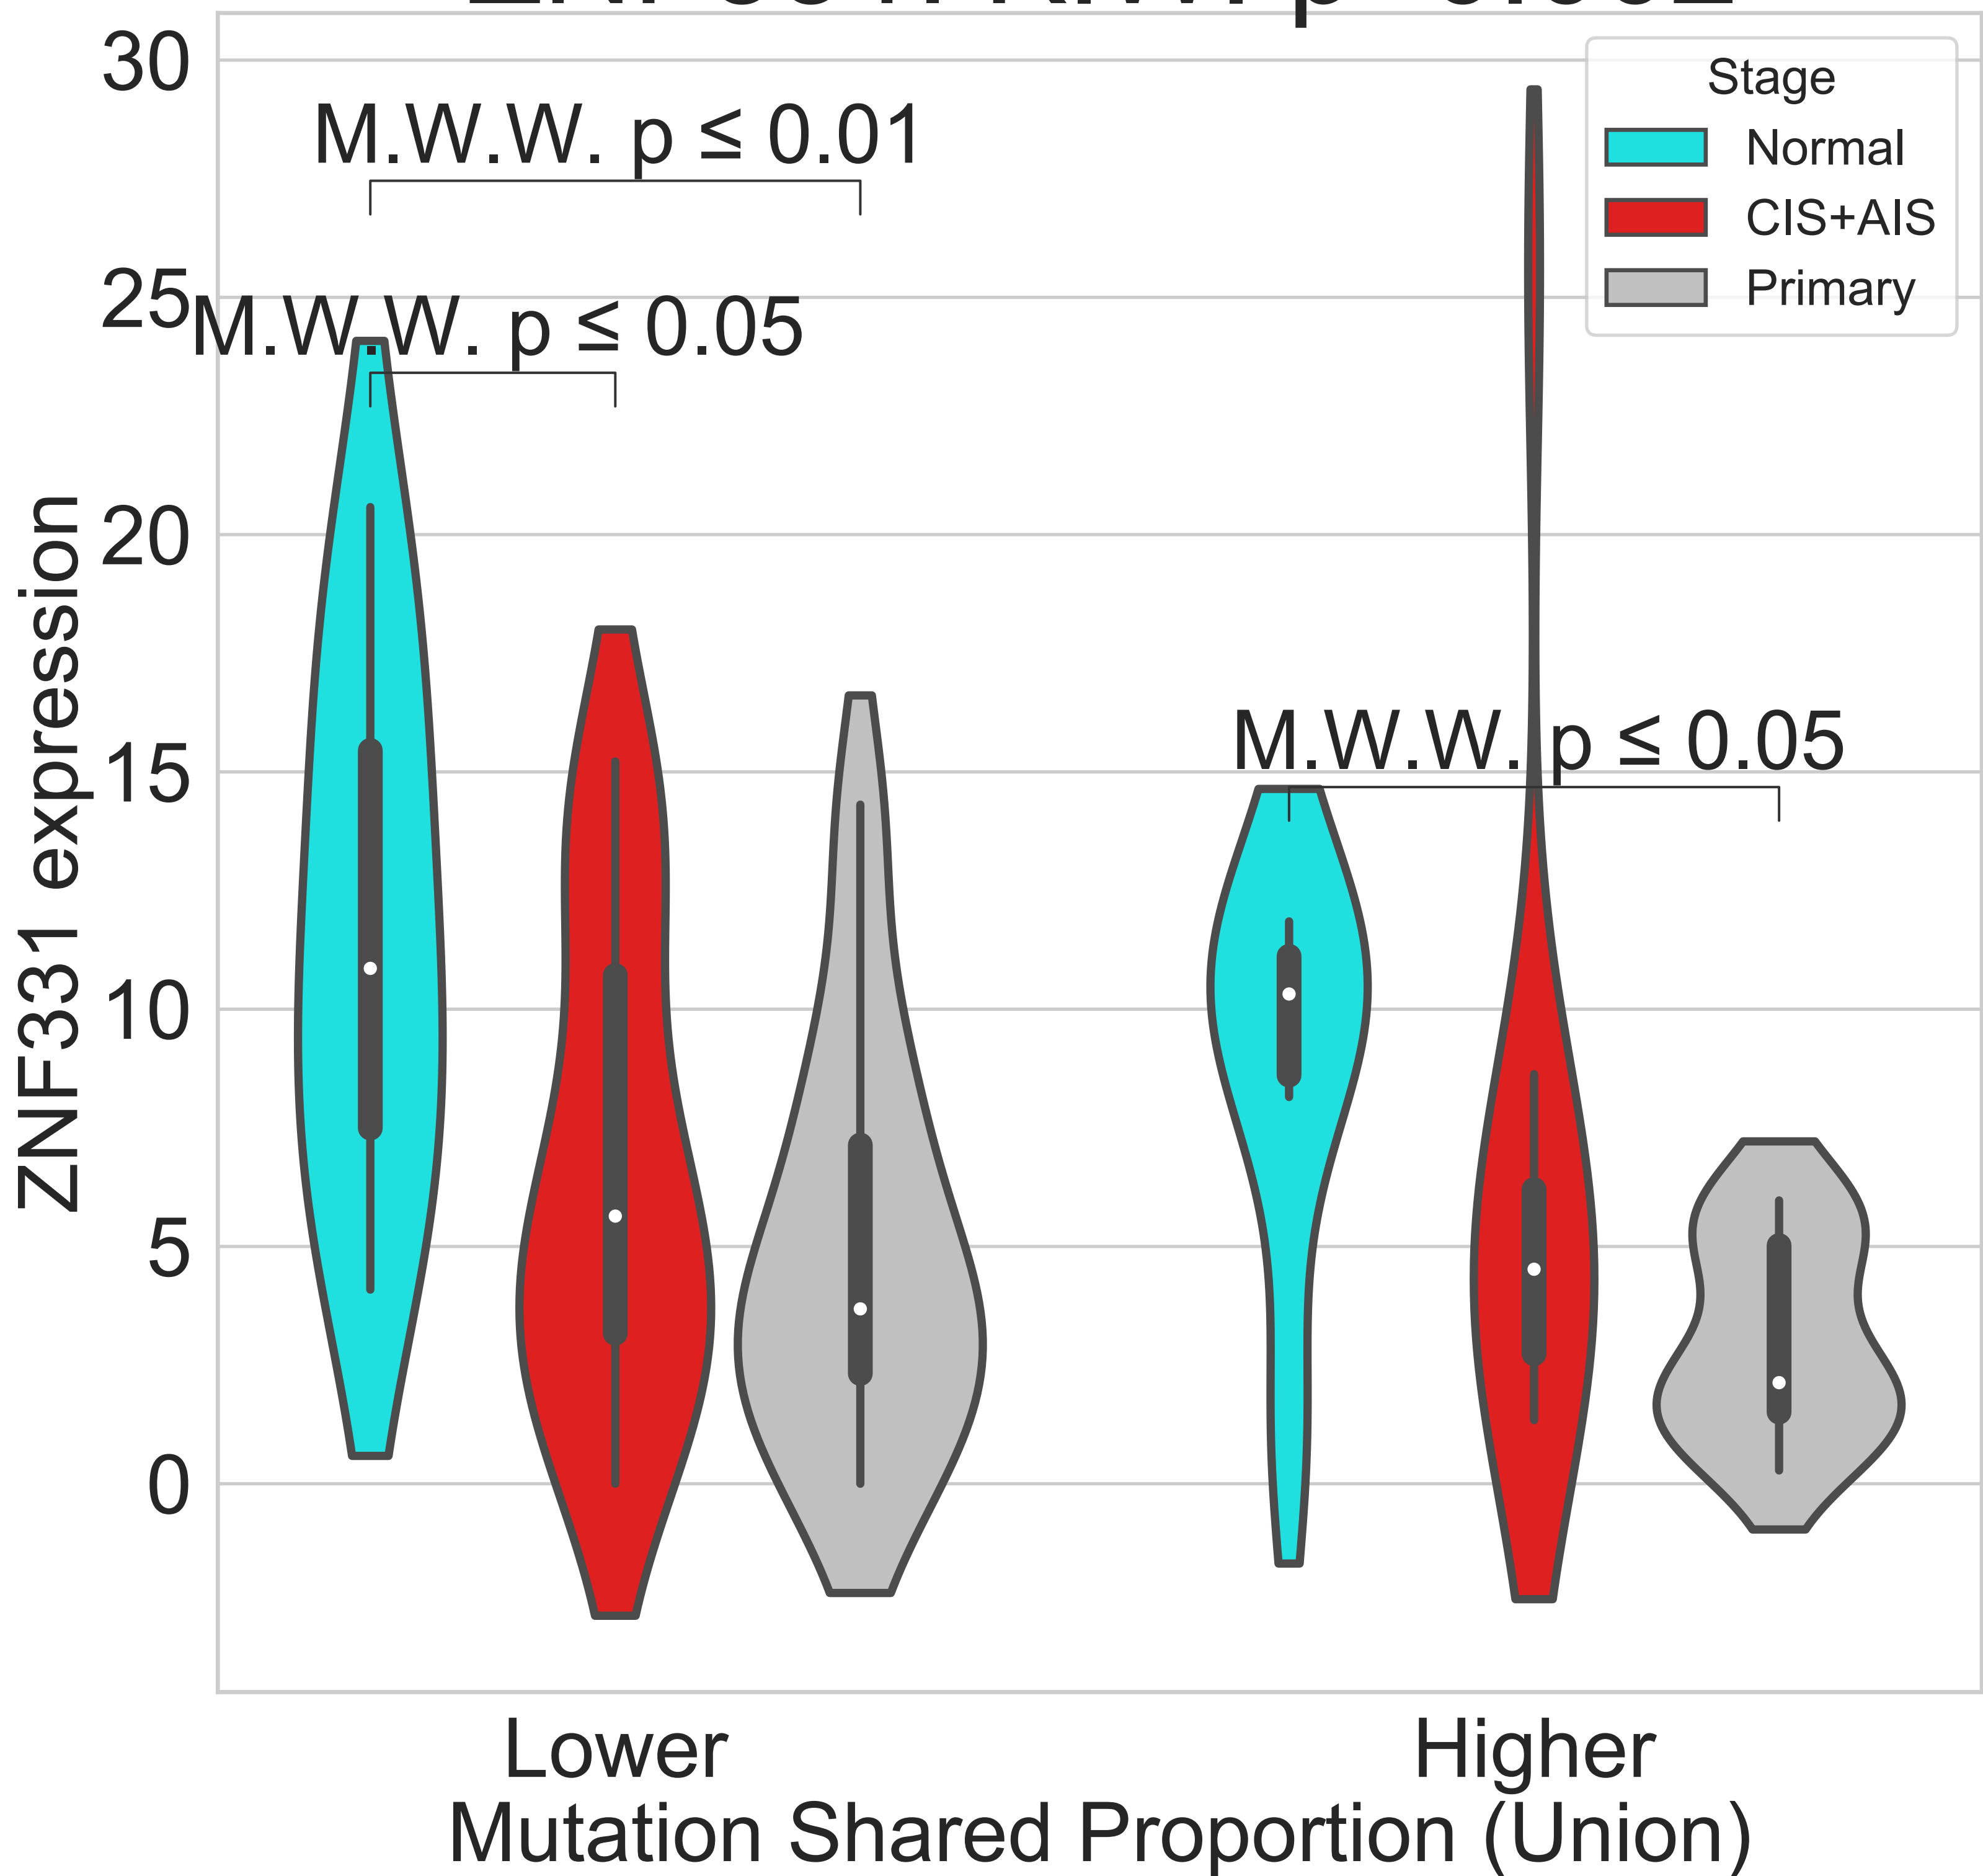 30
25
20
15
10
5
0
ZNF331 expression
M.W.W. p ≤ 0.01
M.W.W. p ≤ 0.05
M.W.W. p ≤ 0.05
Stage
Normal
CIS+AIS
Primary
Lower
Higher
Mutation Shared Proportion (Union)